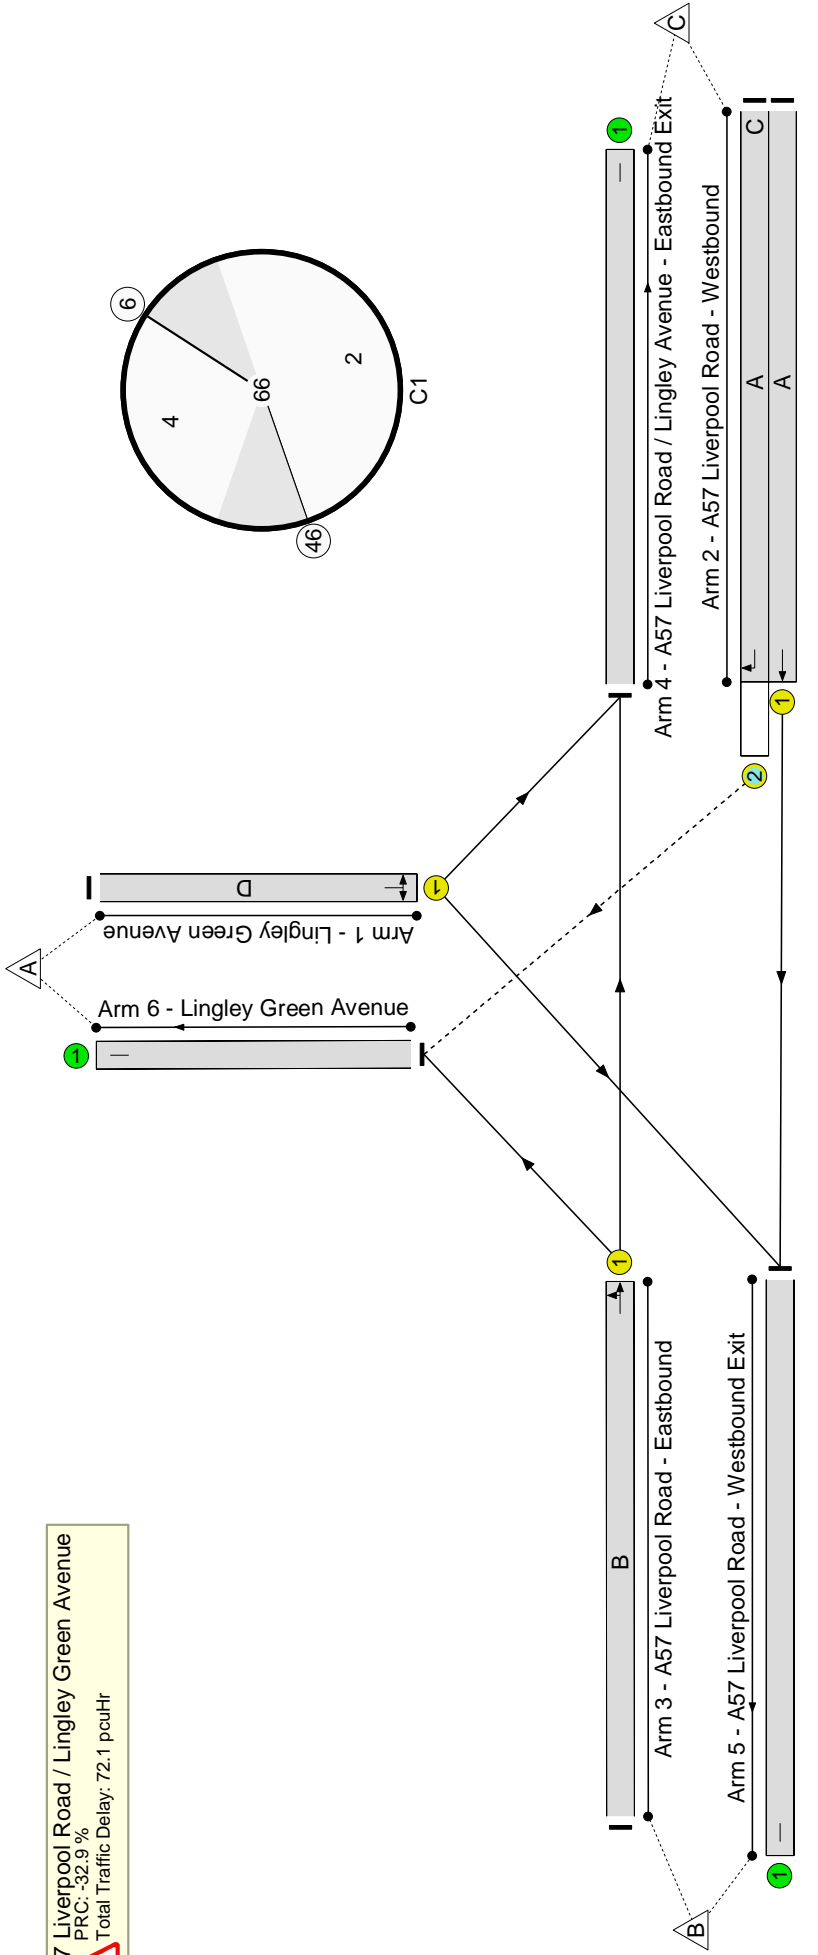 7 Liverpool Road / Lingley Green Avenue
PRC: -32.9 %
Total Traffic Delay: 72.1 pcuHr
A
Arm 6 - Lingley Green Avenue
1
Arm 1 - Lingley Green Avenue
D
1
6
4
66
2
46
C1
B
1
Arm 3 - A57 Liverpool Road - Eastbound
B
Arm 5 - A57 Liverpool Road - Westbound Exit
1
1
Arm 4 - A57 Liverpool Road / Lingley Avenue - Eastbound Exit
C
Arm 2 - A57 Liverpool Road - Westbound
A
C
A
2
1